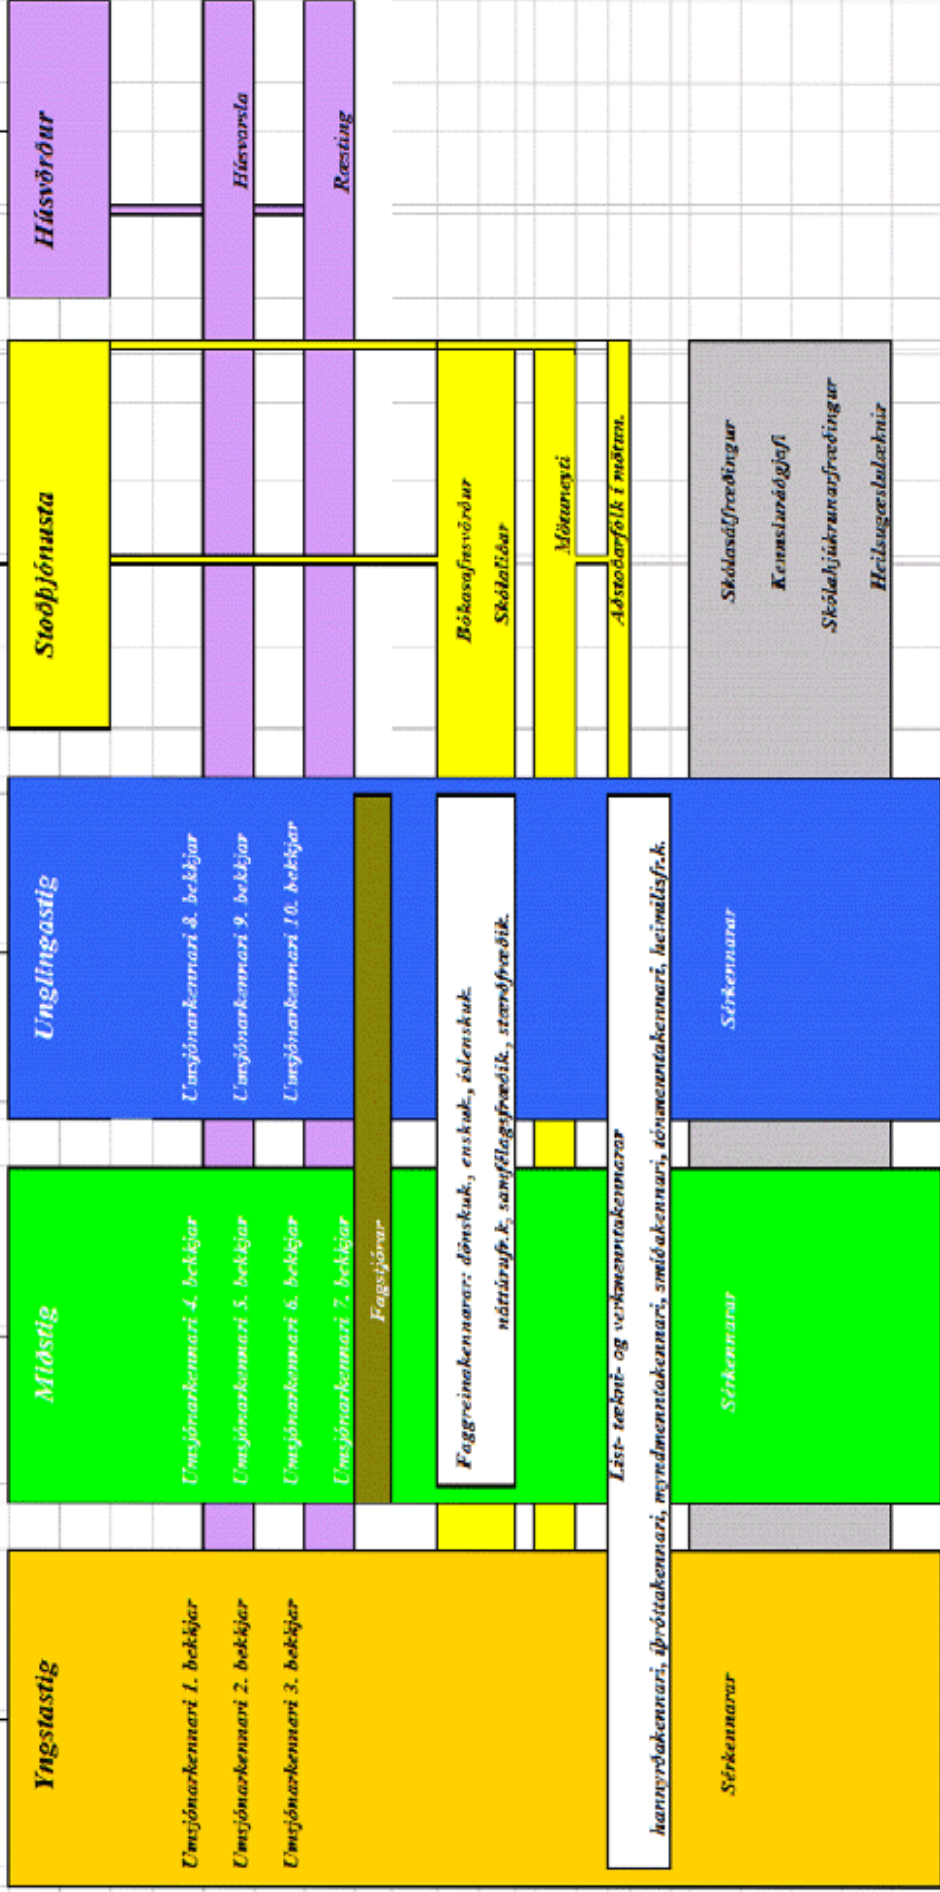 Yngstastig
Umsjónarkennari 1. bekkjar
Umsjónarkennari 2. bekkjar
Umsjónarkennari 3. bekkjar
Sérkennarar
Miðstig
Umsjónarkennari 4. bekkjar
Umsjónarkennari 5. bekkjar
Umsjónarkennari 6. bekkjar
Umsjónarkennari 7. bekkjar
Sérkennarar
Unglingastig
Umsjónarkennari 8. bekkjar
Umsjónarkennari 9. bekkjar
Umsjónarkennari 10. bekkjar
Sérkennarar
Fagstjórar
Faggreinakennarar: dönskuk., enskuk., íslenskuk.
náttúrufr.k, samfélagsfræðik., stærðfræðik.
List- tækni- og verkmenntakennarar
hannyrðakennari, íþróttakennari, myndmenntakennari, smíðakennari, tónmenntakennari, heimilisfr.k.
Stoðþjónusta
Bókasafnsvörður
Skólaliðar
Mötuneyti
Aðstoðarfólk í mötun.
Skólasálfræðingur
Kennsluráðgjafi
Skólahjúkrunarfræðingur
Heilsugæslulæknir
Húsvörður
Húsvarsla
Ræsting